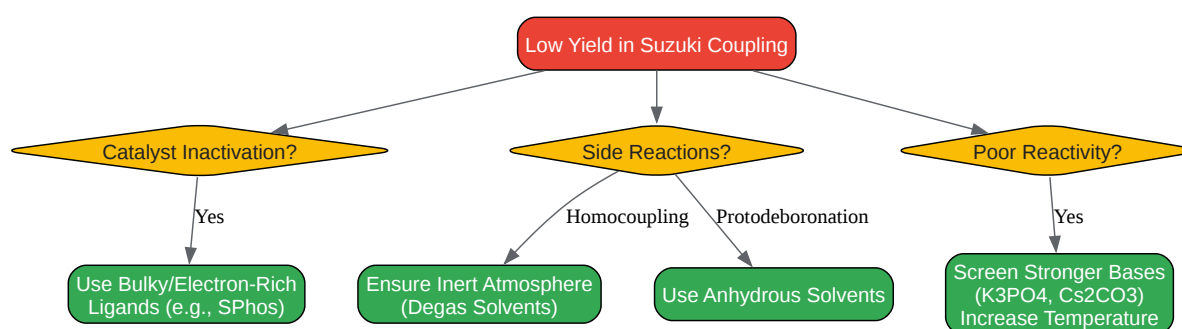 Low Yield in Suzuki Coupling
Catalyst Inactivation?
Side Reactions?
Poor Reactivity?
Yes
Homocoupling
Protodeboronation
Yes
Use Bulky/Electron-Rich
Ligands (e.g., SPhos)
Ensure Inert Atmosphere
(Degas Solvents)
Use Anhydrous Solvents
Screen Stronger Bases
(K3PO4, Cs2CO3)
Increase Temperature